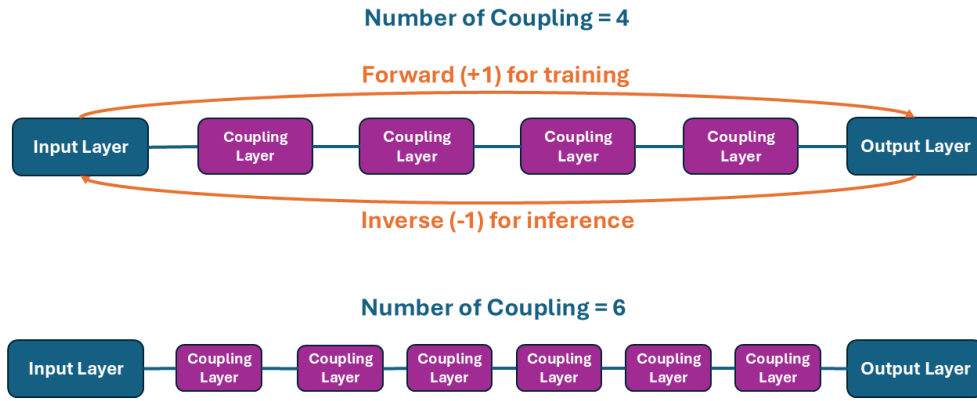 Number of Coupling = 4
Forward (+1) for training
Input Layer
Coupling
Layer
Coupling
Layer
Coupling
Layer
Coupling
Layer
Output Layer
Inverse (-1) for inference
Number of Coupling = 6
Input Layer
Coupling
Layer
Coupling
Layer
Coupling
Layer
Coupling
Layer
Coupling
Layer
Coupling
Layer
Output Layer